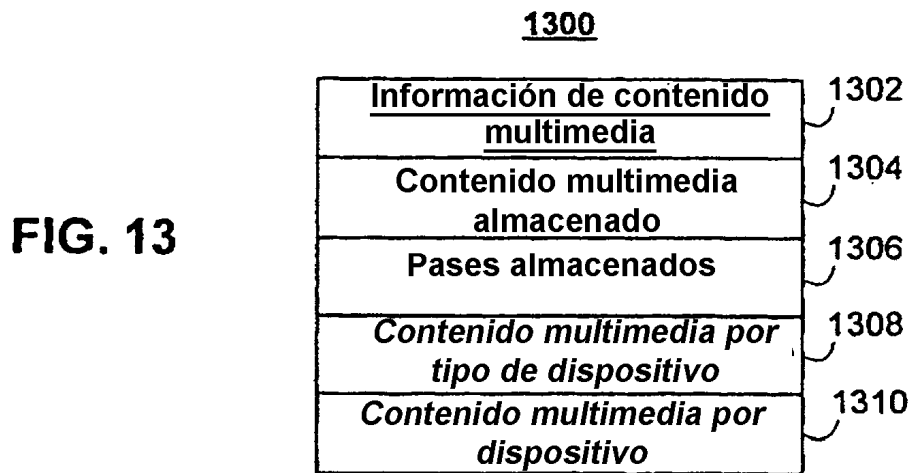 1300
Información de contenido
multimedia
1302
Contenido multimedia
almacenado
1304
FIG. 13
Pases almacenados
1306
Contenido multimedia por
tipo de dispositivo
1308
Contenido multimedia por
dispositivo
1310